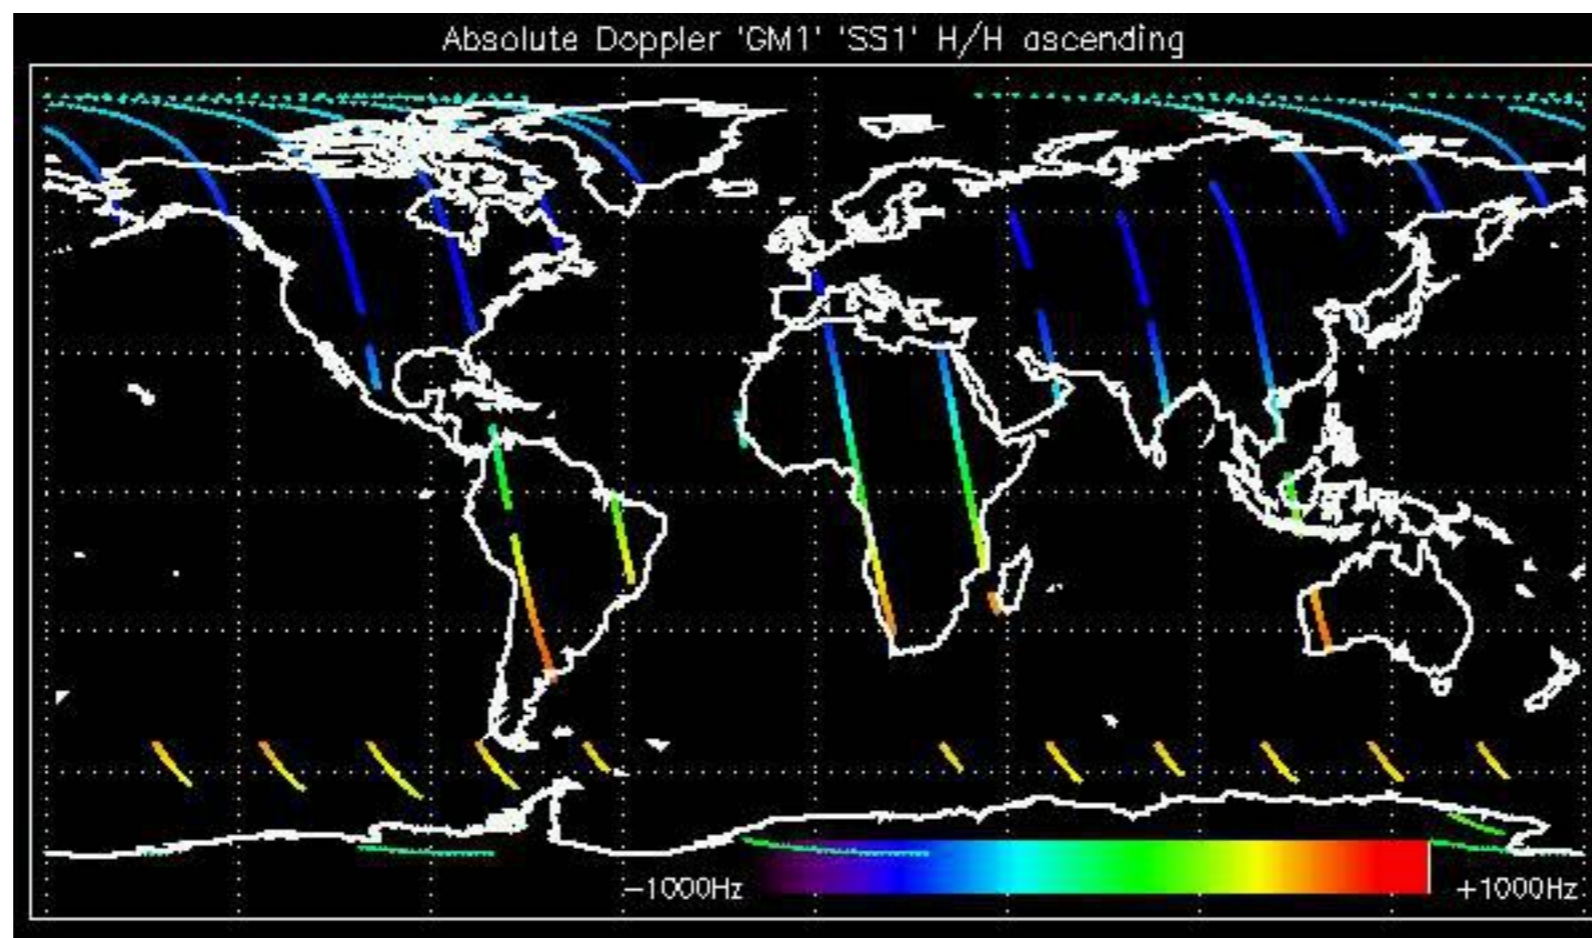 Absolute Doppler 'GM1' 'SS1' H/H ascending
−1000Hz
+1000Hz